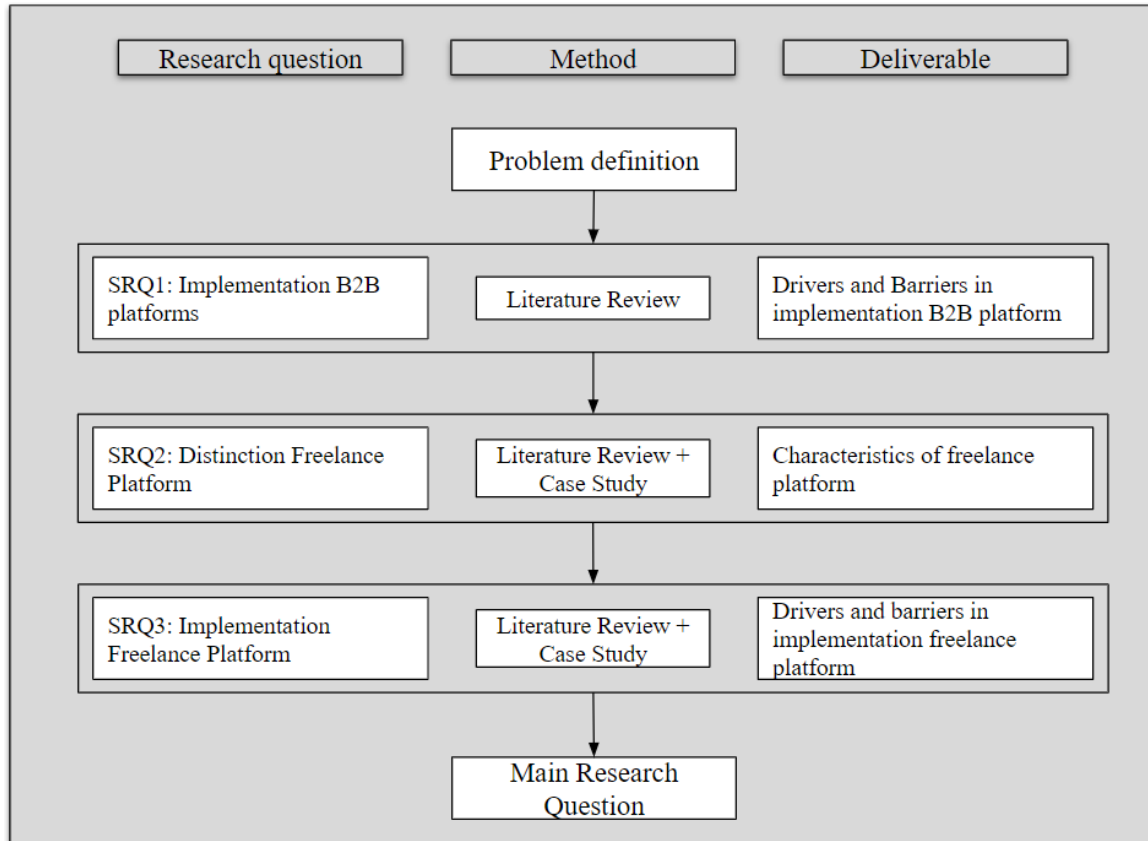 Research question
Method
Deliverable
Problem definition
SRQ1: Implementation B2B
platforms
Literature Review
Drivers and Barriers in
implementation B2B platform
SRQ2: Distinction Freelance
Platform
Literature Review +
Case Study
Characteristics of freelance
platform
SRQ3: Implementation
Freelance Platform
Literature Review +
Case Study
Drivers and barriers in
implementation freelance
platform
Main Research
Question